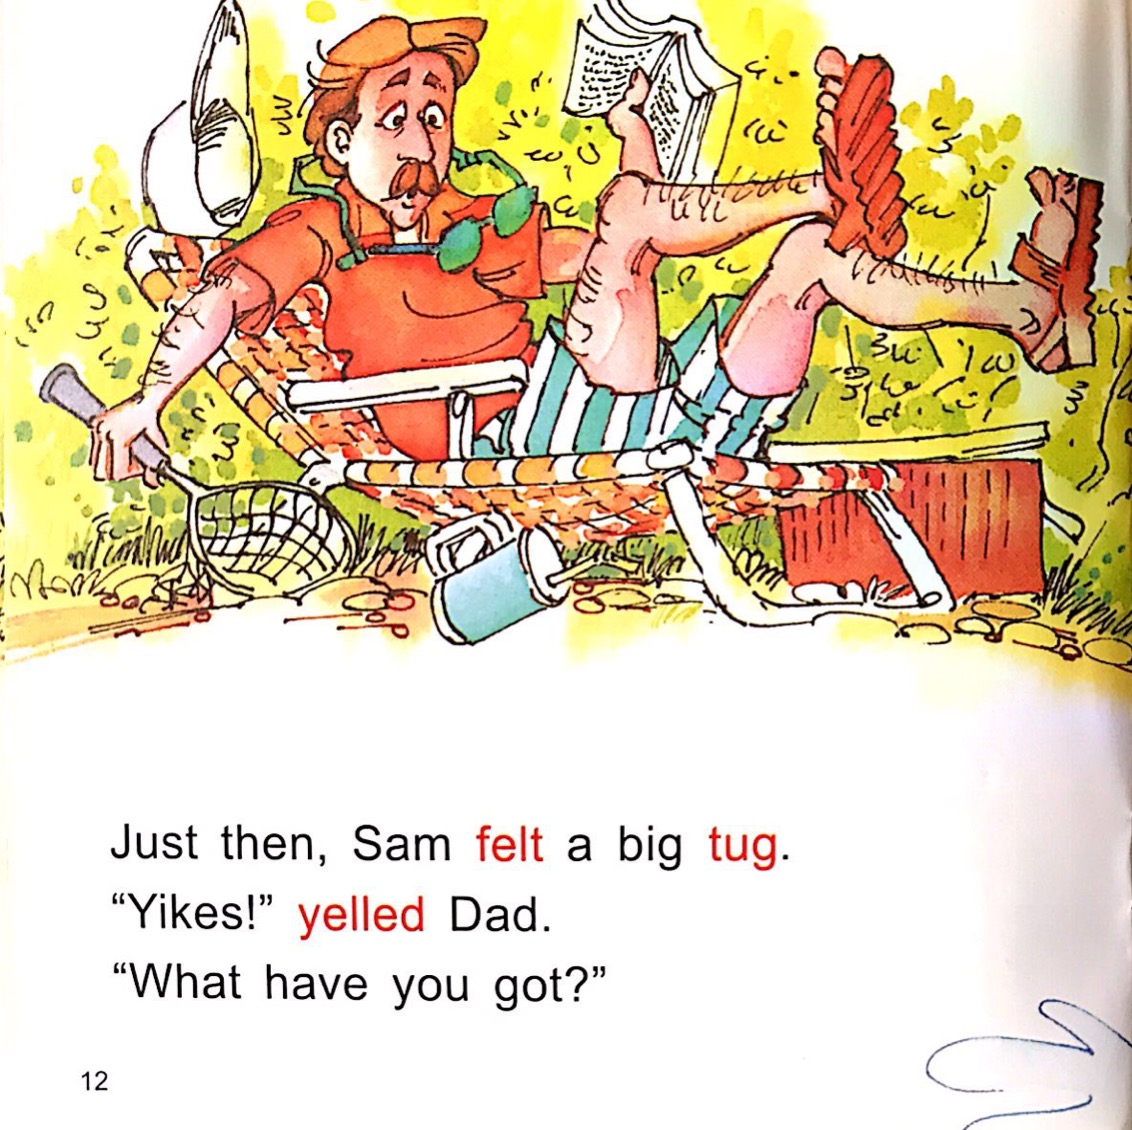 Just then, Sam felt a big tug.
“Yikes!” yelled Dad.
“What have you got?”
12